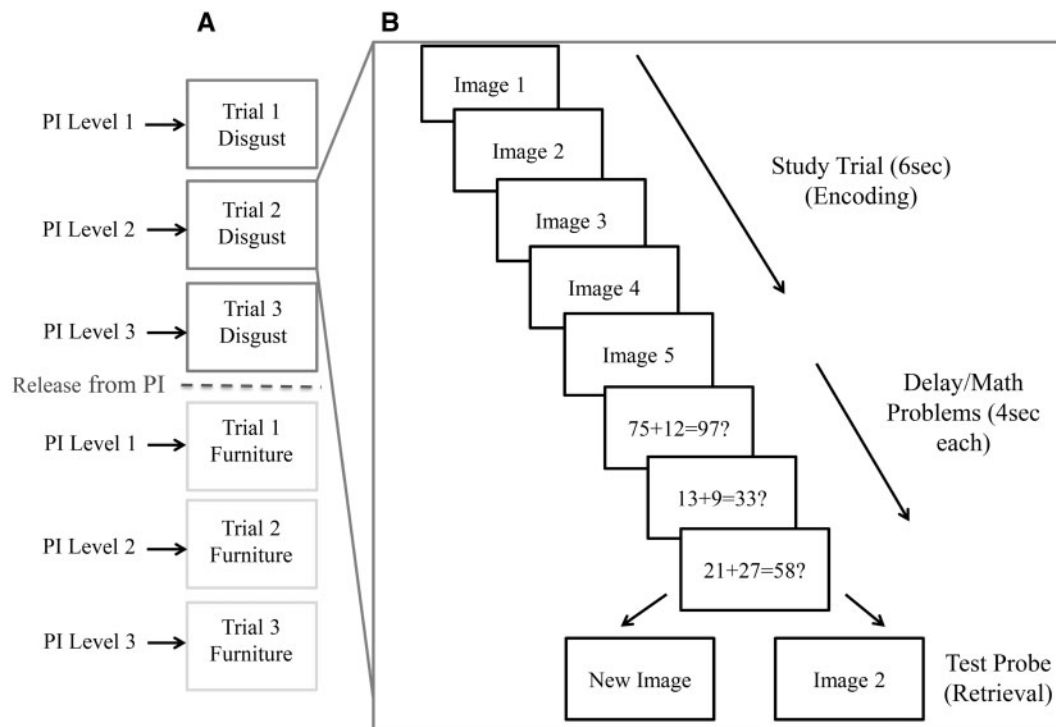 A
B
PI Level 1
Trial 1
Disgust
PI Level 2
Trial 2
Disgust
PI Level 3
Trial 3
Disgust
Release from PI
PI Level 1
Trial 1
Furniture
PI Level 2
Trial 2
Furniture
PI Level 3
Trial 3
Furniture
Image 1
Image 2
Image 3
Image 4
Image 5
75+12=97?
13+9=33?
21+27=58?
New Image
Image 2
Study Trial (6sec)
(Encoding)
Delay/Math
Problems (4sec
each)
Test Probe
(Retrieval)